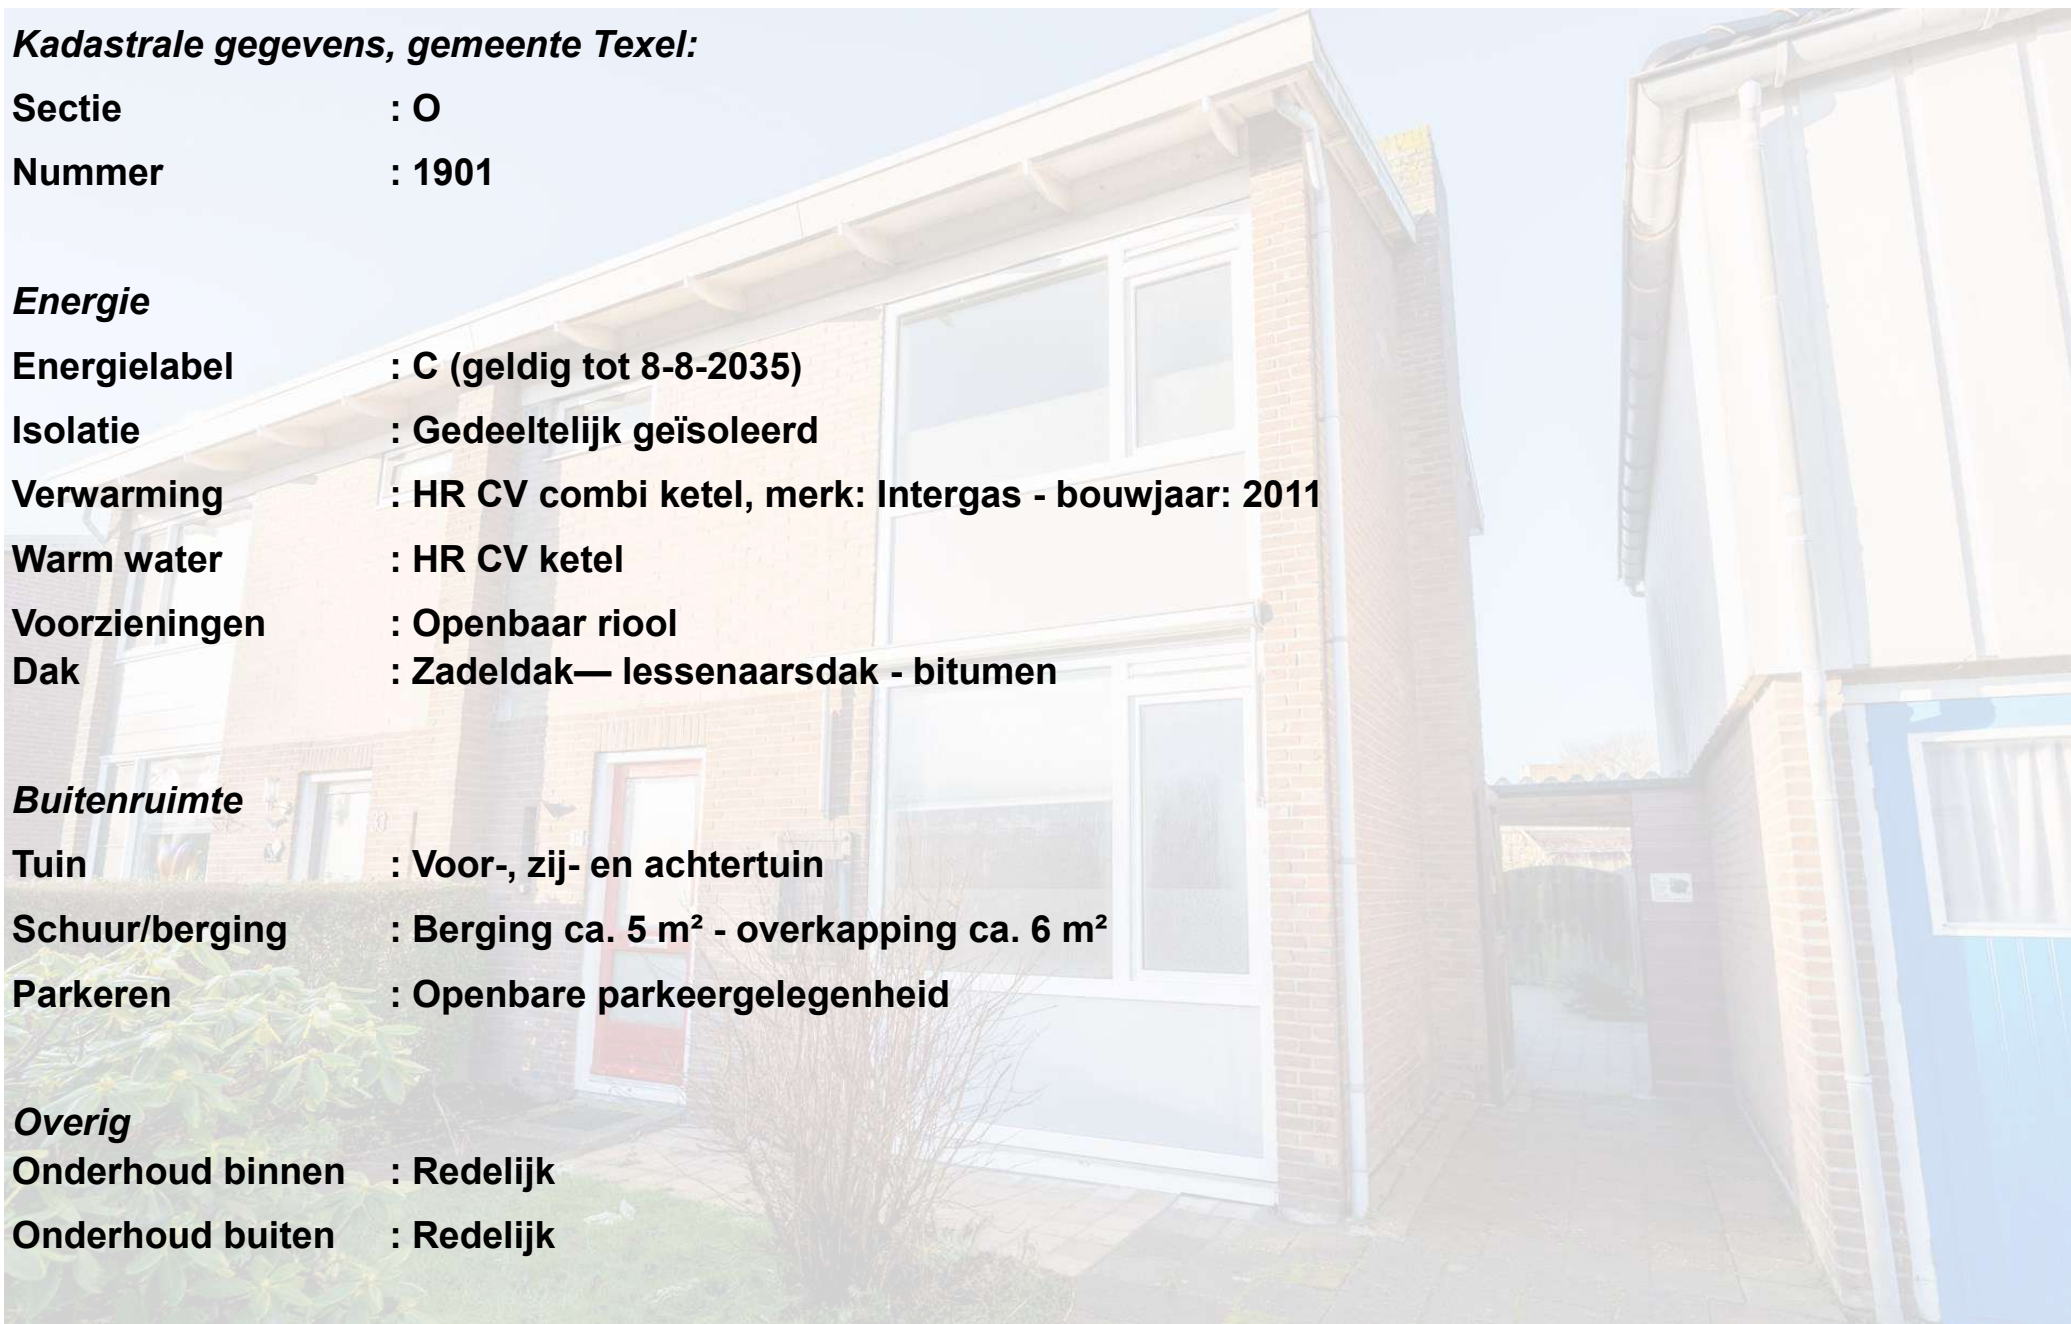 Kadastrale gegevens, gemeente Texel:
Sectie : O
Nummer : 1901
Energie
Energielabel : C (geldig tot 8-8-2035)
Isolatie : Gedeeltelijk geïsoleerd
Verwarming : HR CV combi ketel, merk: Intergas - bouwjaar: 2011
Warm water : HR CV ketel
Voorzieningen : Openbaar riool
Dak : Zadeldak— lessenaarsdak - bitumen
Buitenruimte
Tuin : Voor-, zij- en achtertuin
Schuur/berging : Berging ca. 5 m² - overkapping ca. 6 m²
Parkeren : Openbare parkeergelegenheid
Overig
Onderhoud binnen : Redelijk
Onderhoud buiten : Redelijk